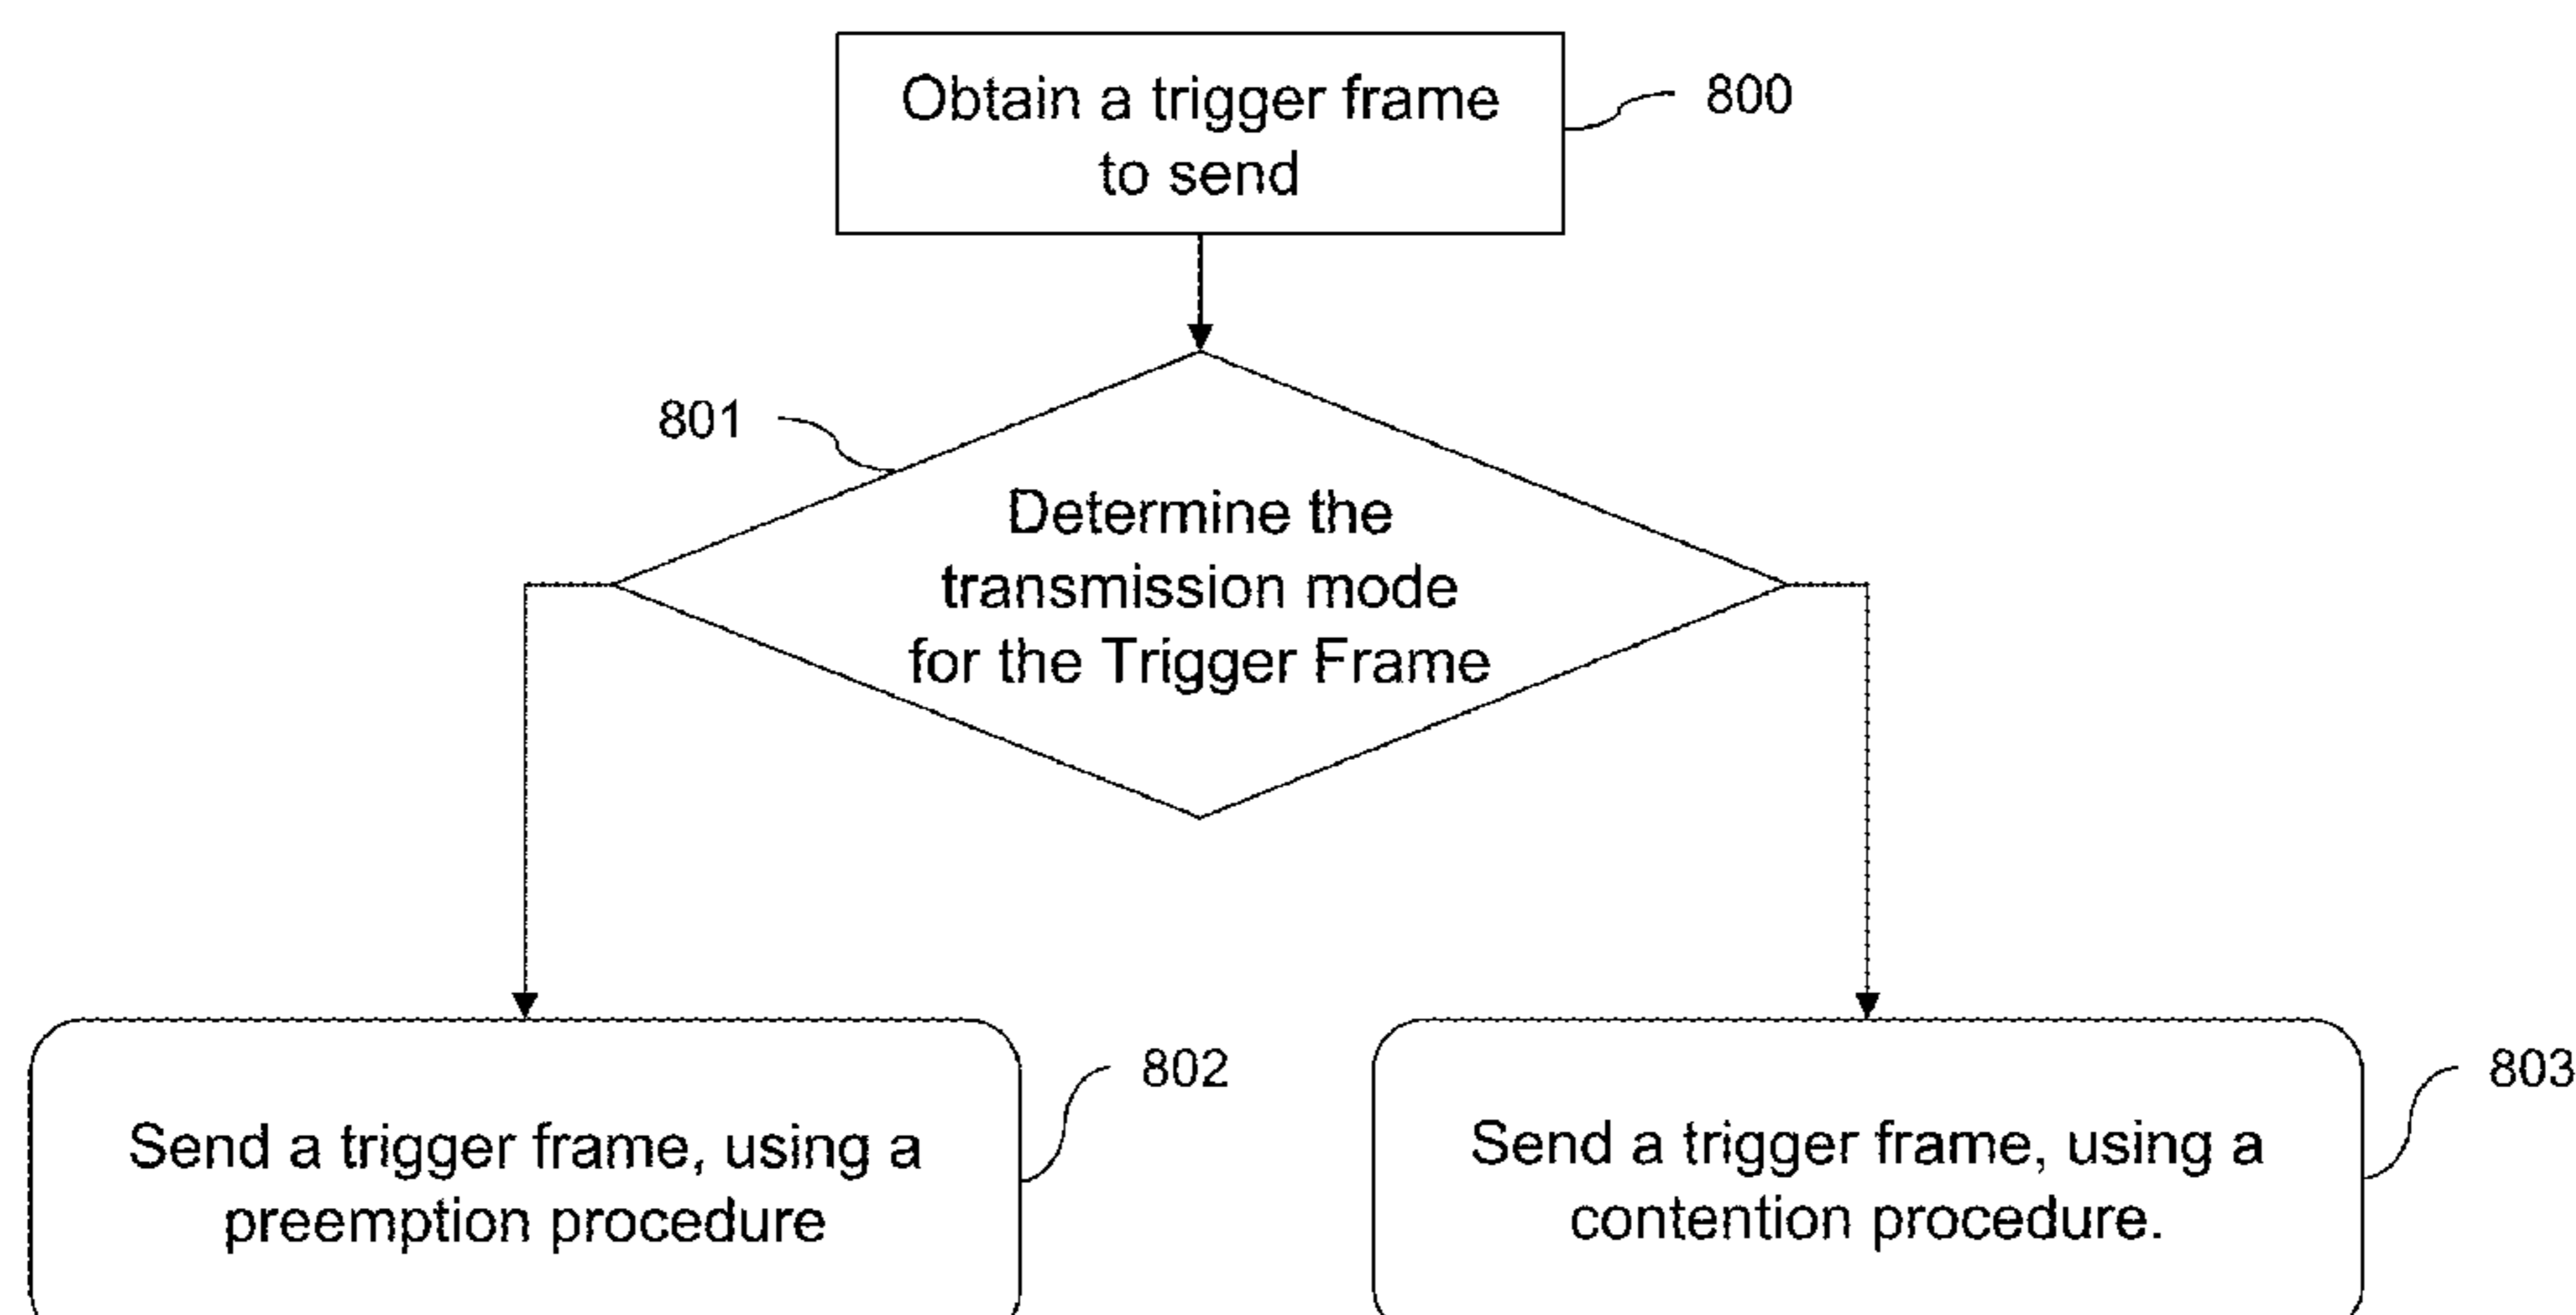 Obtain a trigger frame
to send
800
801
Determine the
transmission mode
for the Trigger Frame
802
Send a trigger frame, using a
preemption procedure
803
Send a trigger frame, using a
contention procedure.